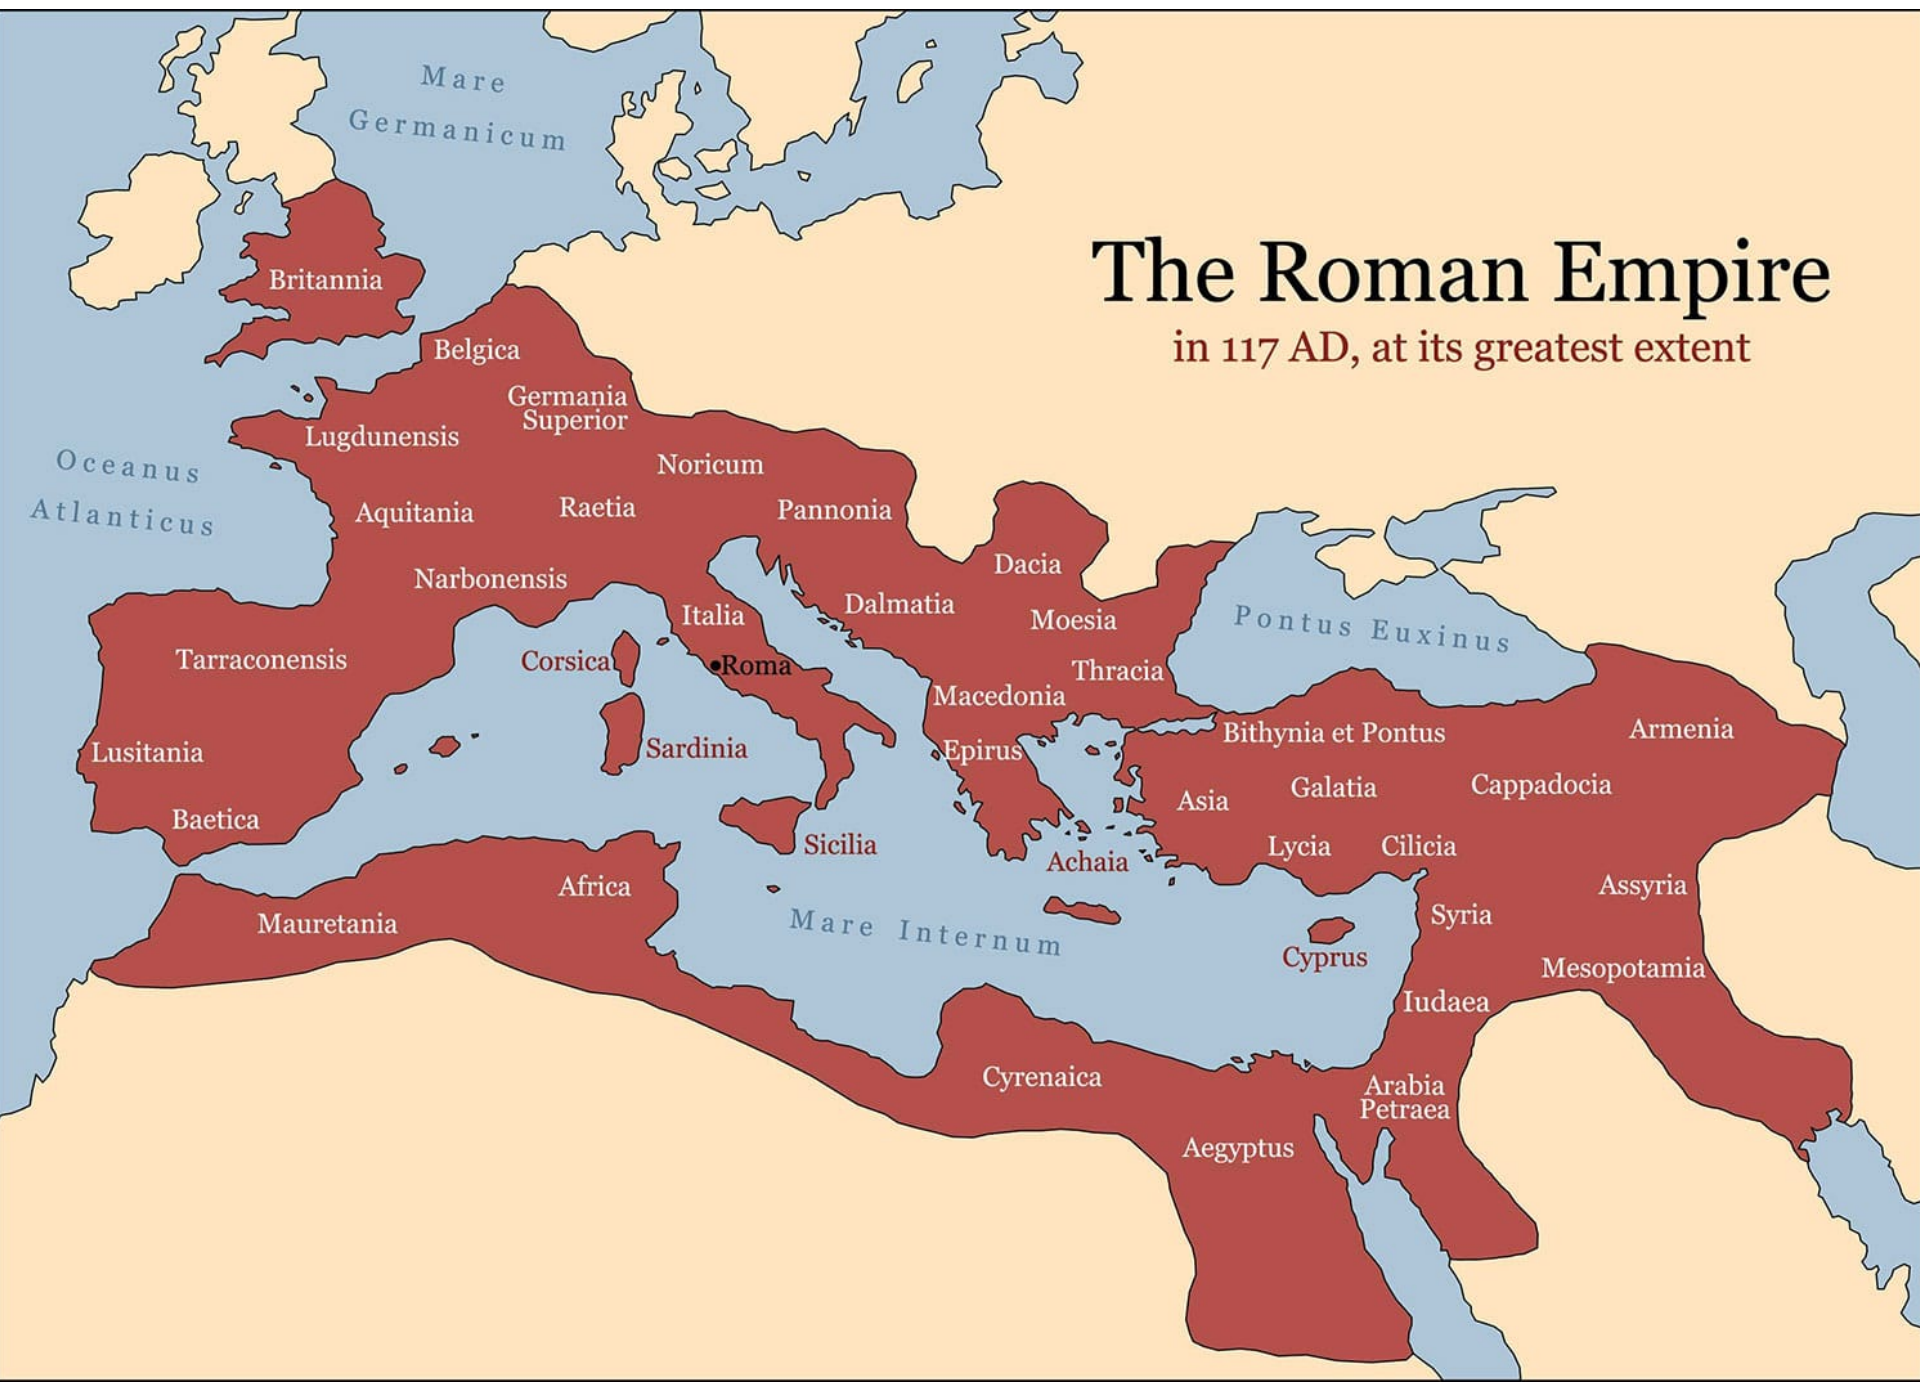 Mare
Germanicum
The Roman Empire
in 117 AD, at its greatest extent
Britannia
Belgica
Germania
Superior
Lugdunensis
Oceanus
Atlanticus
Noricum
Aquitania
Raetia
Pannonia
Dacia
Narbonensis
Dalmatia
Italia
Moesia
Pontus Euxinus
Tarraconensis
Corsica
Roma
Thracia
Macedonia
Lusitania
Sardinia
Epirus
Bithynia et Pontus
Armenia
Asia
Galatia
Cappadocia
Baetica
Sicilia
Achaia
Lycia
Cilicia
Africa
Assyria
Mauretania
Mare Internum
Syria
Cyprus
Mesopotamia
Iudaea
Cyrenaica
Arabia
Petraea
Aegyptus